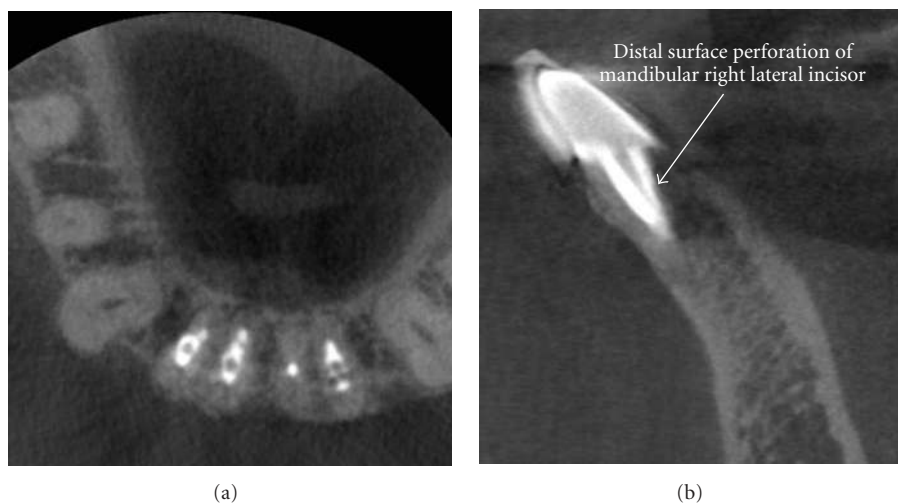 Distal surface perforation of
mandibular right lateral incisor
(a)
(b)